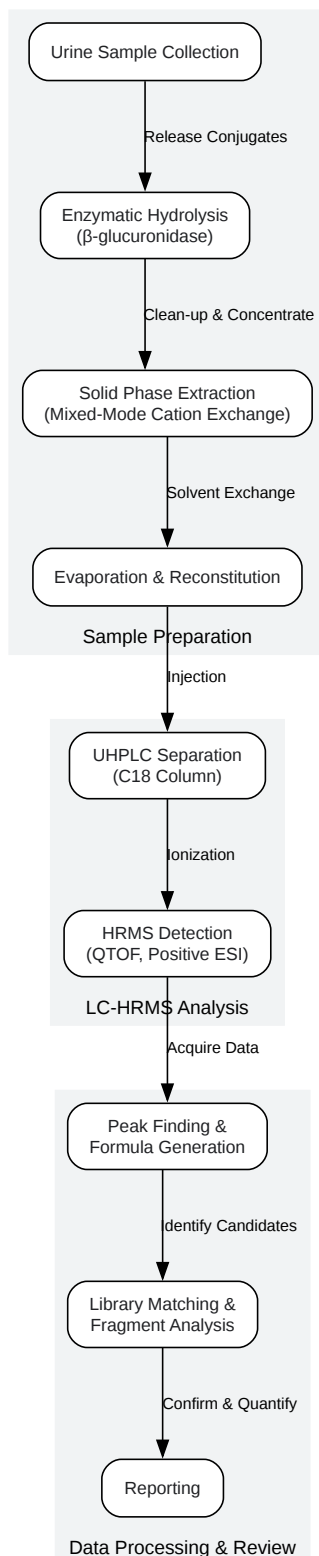 Urine Sample Collection
Release Conjugates
Enzymatic Hydrolysis
(β-glucuronidase)
Clean-up & Concentrate
Solid Phase Extraction
(Mixed-Mode Cation Exchange)
Solvent Exchange
Evaporation & Reconstitution
Sample Preparation
Injection
UHPLC Separation
(C18 Column)
Ionization
HRMS Detection
(QTOF, Positive ESI)
LC-HRMS Analysis
Acquire Data
Peak Finding &
Formula Generation
Identify Candidates
Library Matching &
Fragment Analysis
Confirm & Quantify
Reporting
Data Processing & Review